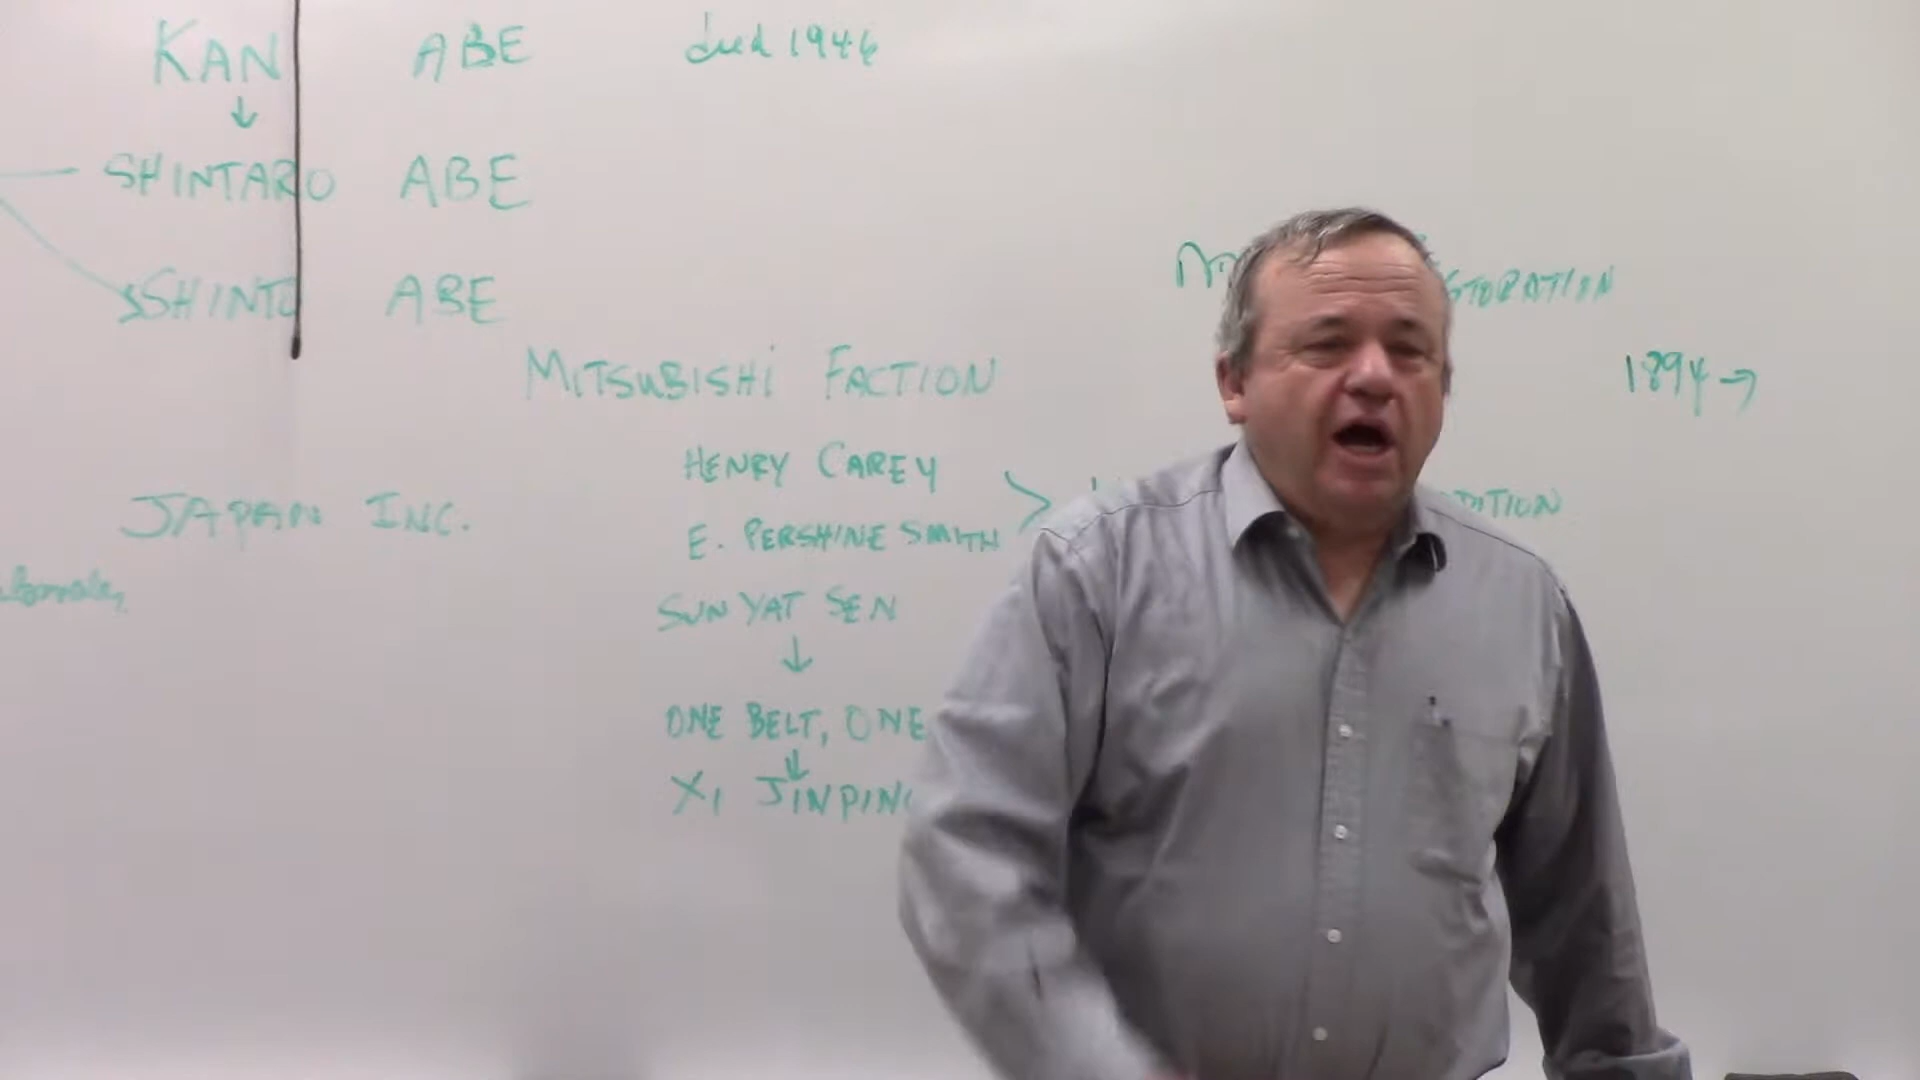 KAN ABE died 1946
SHINTARO ABE
SHINTO ABE
STORATION
MITSUBISHI FACTION
1894 →
HENRY CAREY
JAPAN INC.
E. PERSHINE SMITH
SUN YAT SEN
ONE BELT, ONE
XI JINPING